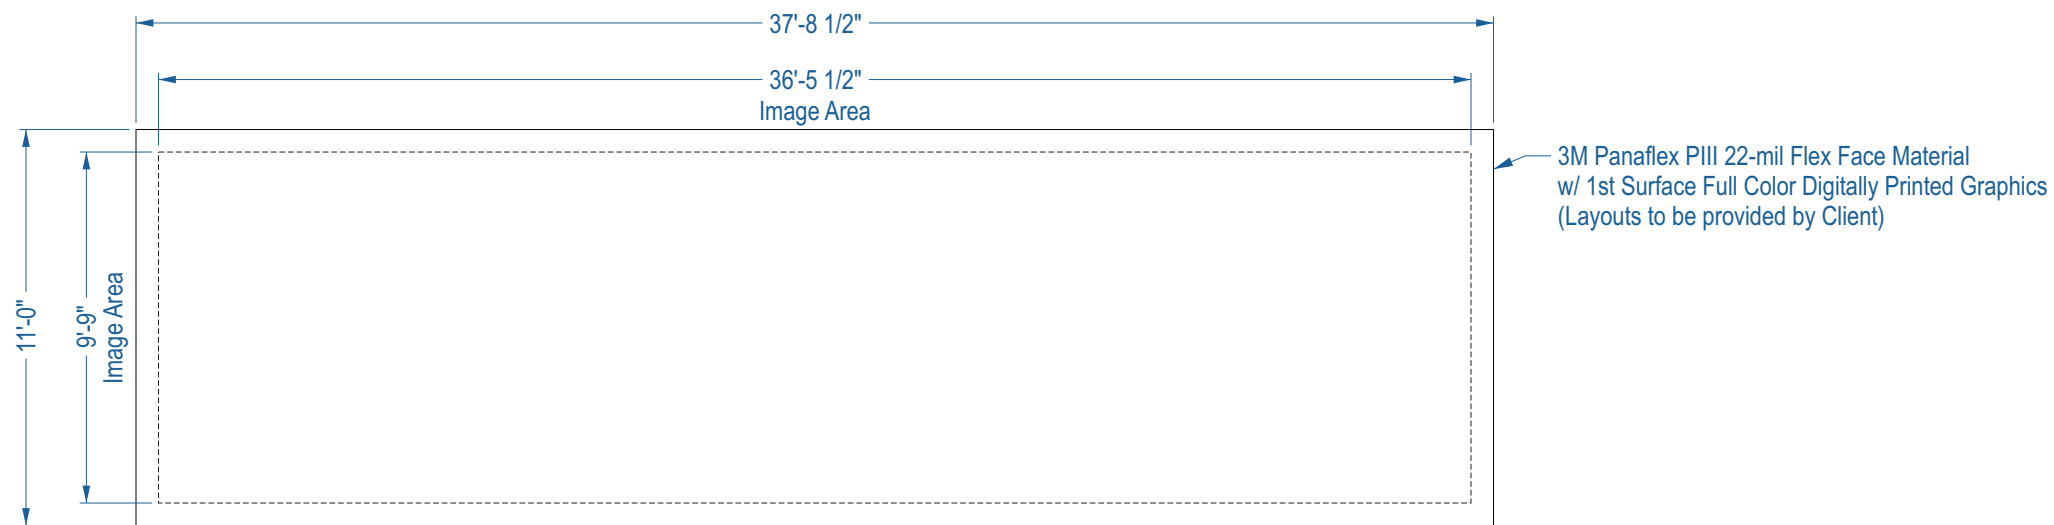 37'-8 1/2"
36'-5 1/2"
Image Area
3M Panaflex PIII 22-mil Flex Face Material
w/ 1st Surface Full Color Digitally Printed Graphics
(Layouts to be provided by Client)
11'-0"
9'-9"
Image Area